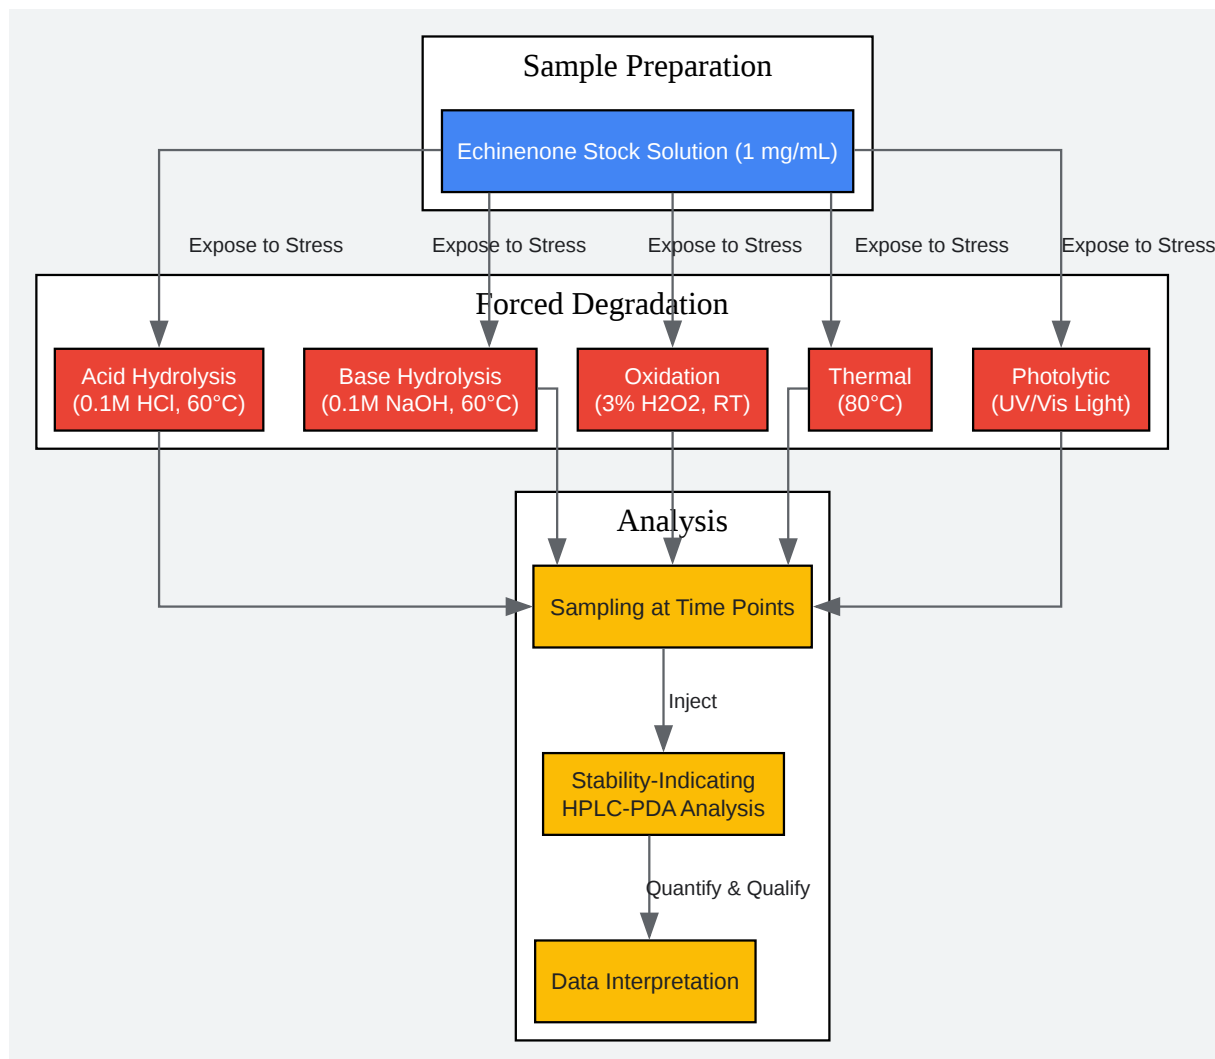 Sample Preparation
Echinenone Stock Solution (1 mg/mL)
Expose to Stress
Expose to Stress
Expose to Stress
Expose to Stress
Expose to Stress
Forced Degradation
Acid Hydrolysis
(0.1M HCl, 60°C)
Base Hydrolysis
(0.1M NaOH, 60°C)
Oxidation
(3% H2O2, RT)
Thermal
(80°C)
Photolytic
(UV/Vis Light)
Analysis
Sampling at Time Points
Inject
Stability-Indicating
HPLC-PDA Analysis
Quantify & Qualify
Data Interpretation